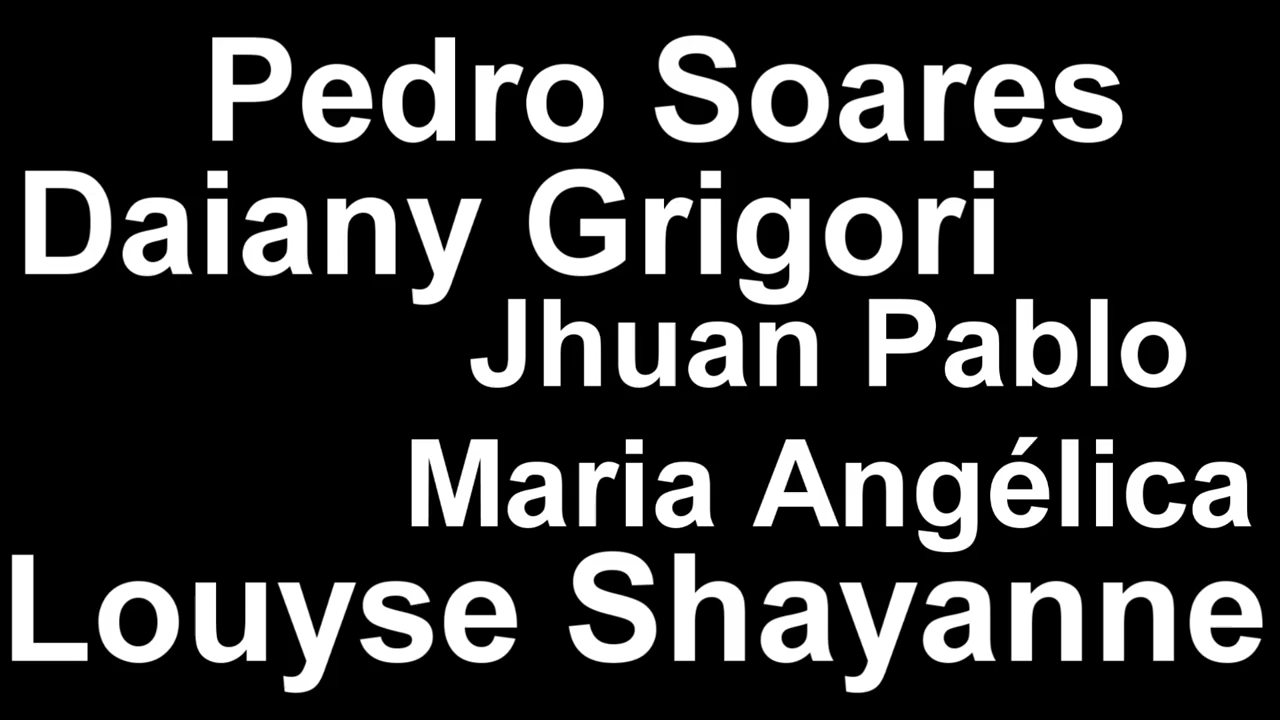 Pedro Soares
Daiany Grigori
Jhuan Pablo
Maria Angélica
Louyse Shayanne